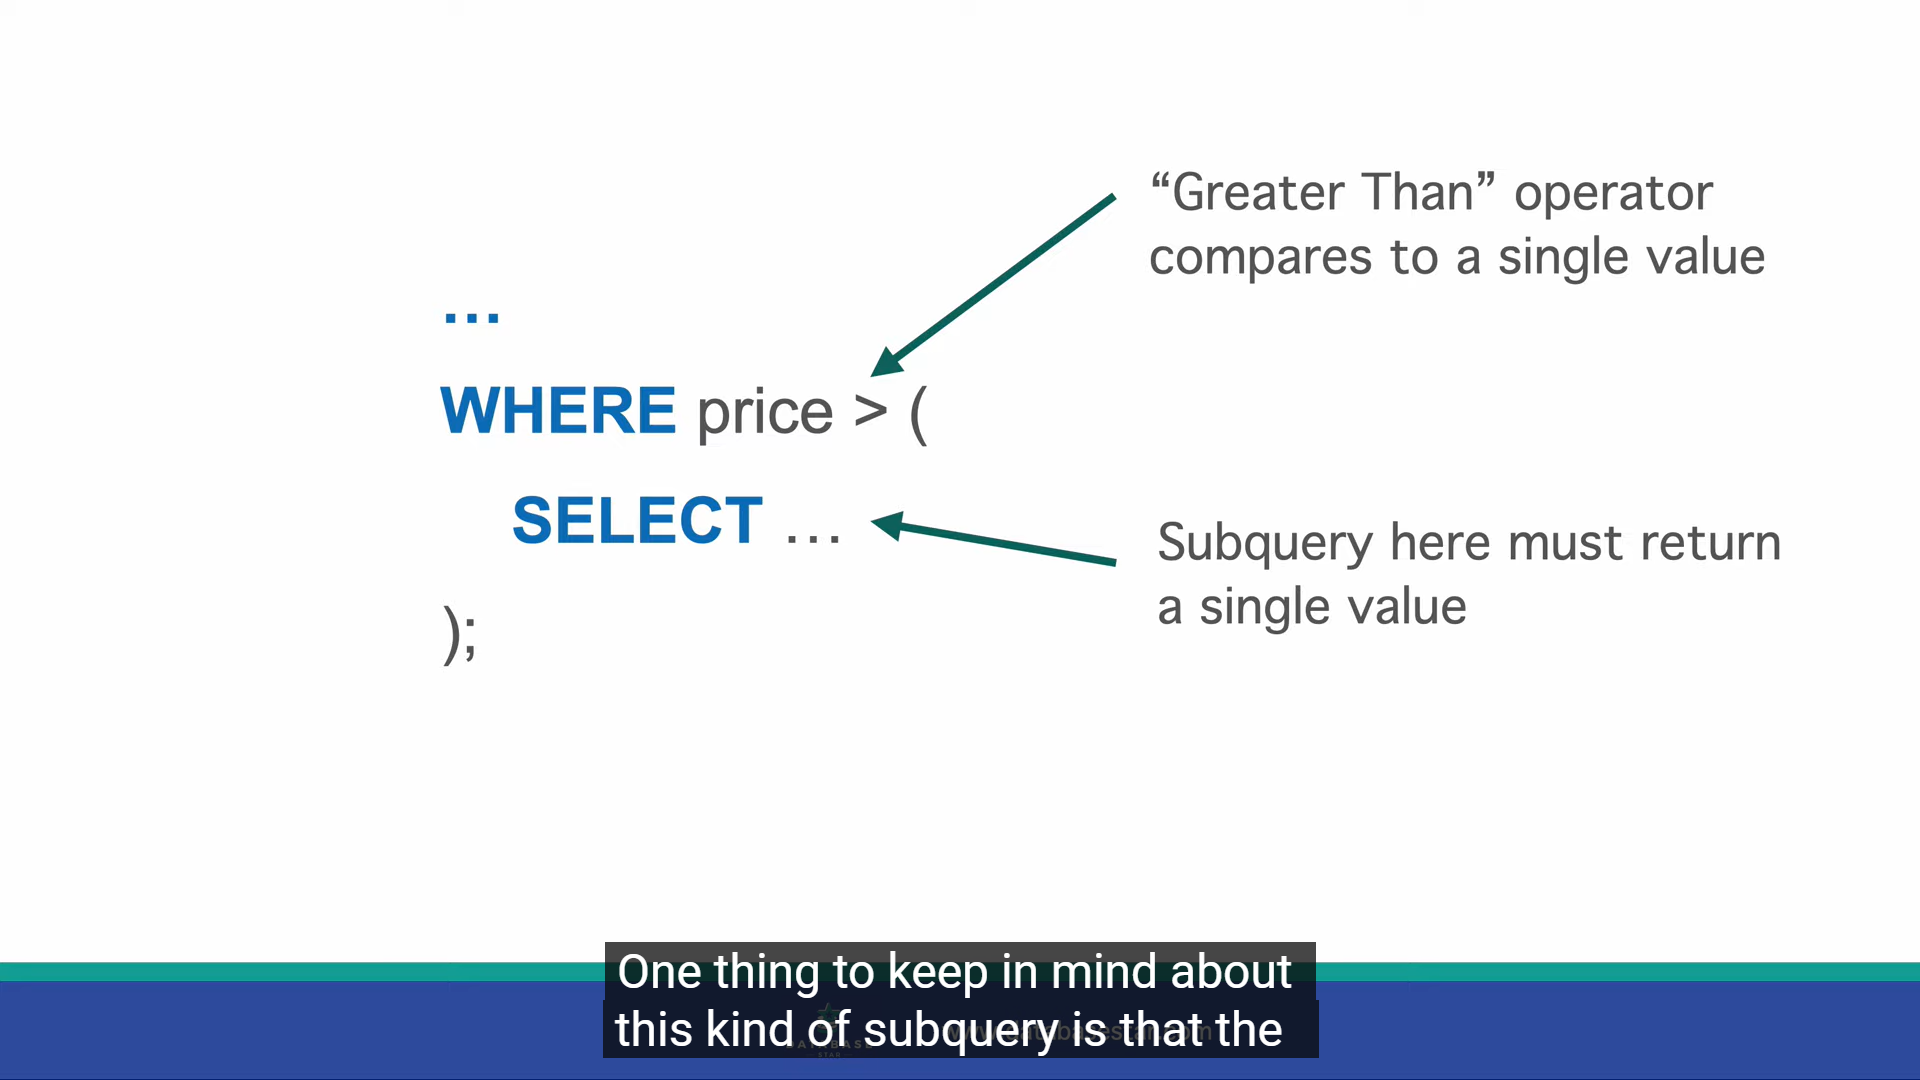 “Greater Than” operator
compares to a single value
...
WHERE price > (
SELECT ...
Subquery here must return
a single value
);
One thing to keep in mind about
this kind of subquery is that the